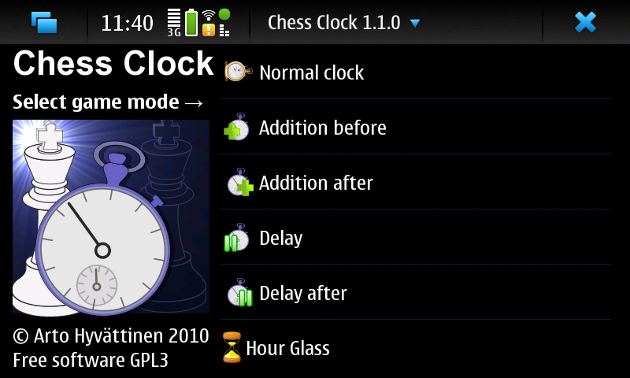 11:40 3G Chess Clock 1.1.0
Chess Clock
Select game mode →
© Arto Hyvättinen 2010
Free software GPL3
Normal clock
Addition before
Addition after
Delay
Delay after
Hour Glass